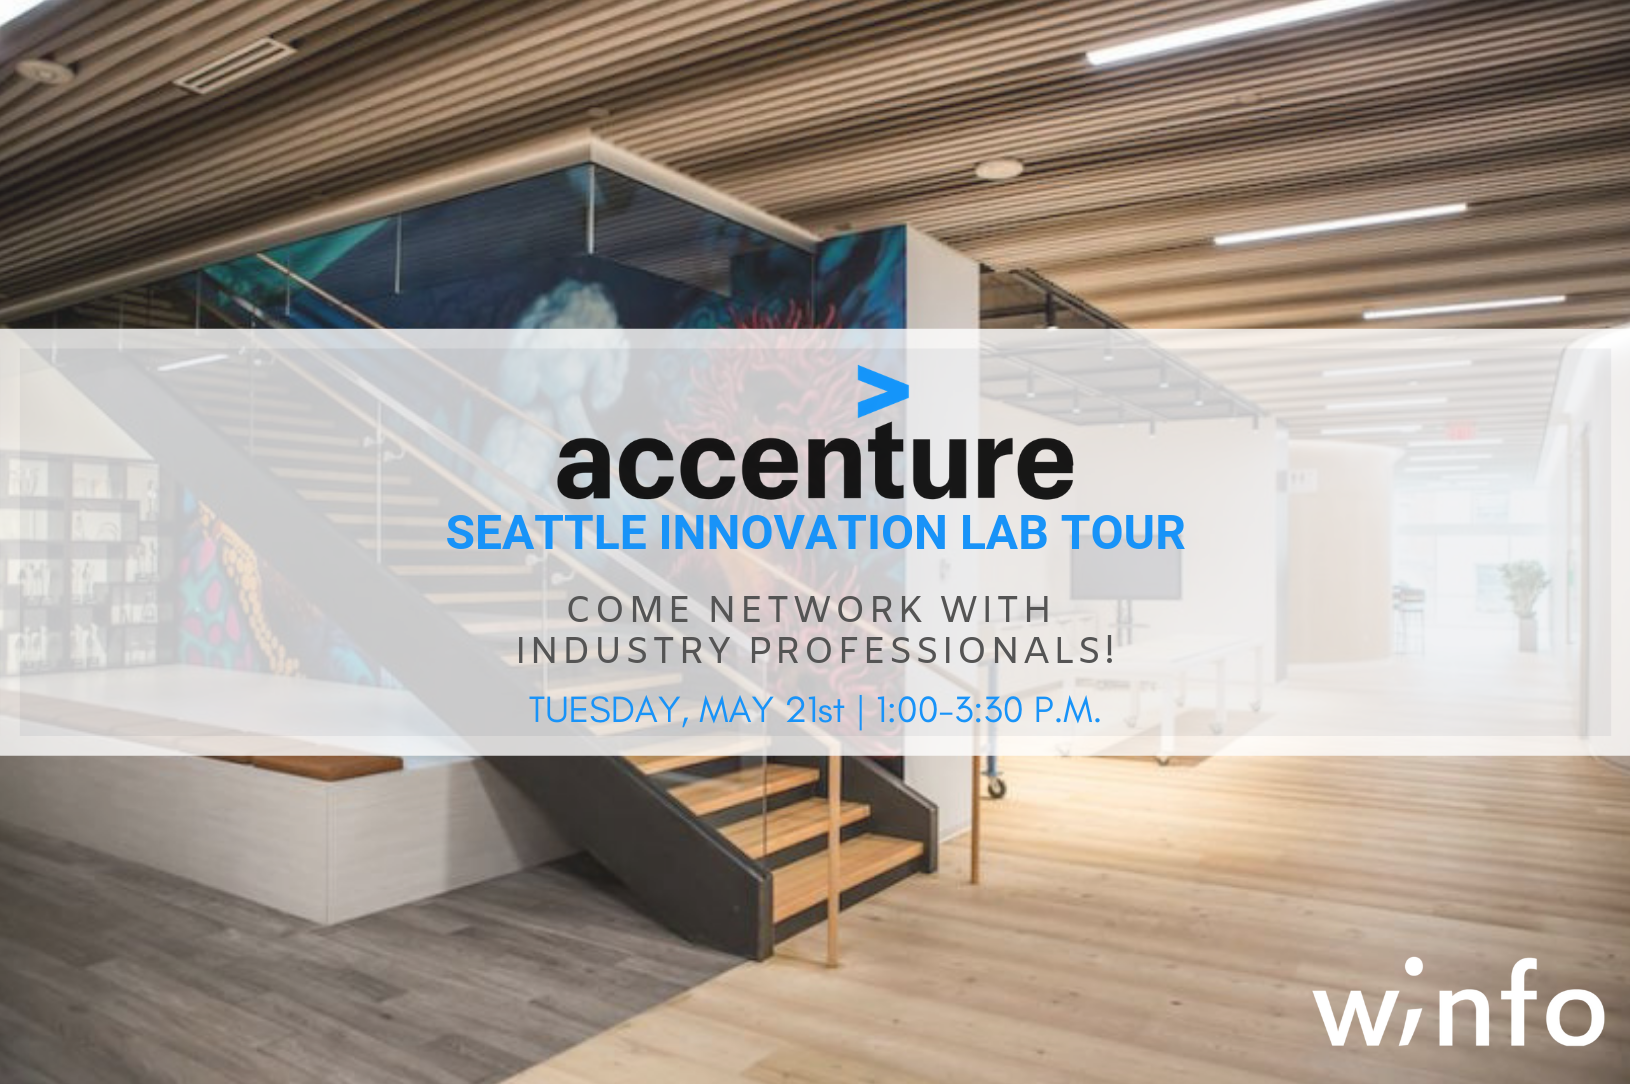 >
accenture
SEATTLE INNOVATION LAB TOUR
COME NETWORK WITH
INDUSTRY PROFESSIONALS!
TUESDAY, MAY 21st | 1:00-3:30 P.M.
winfo